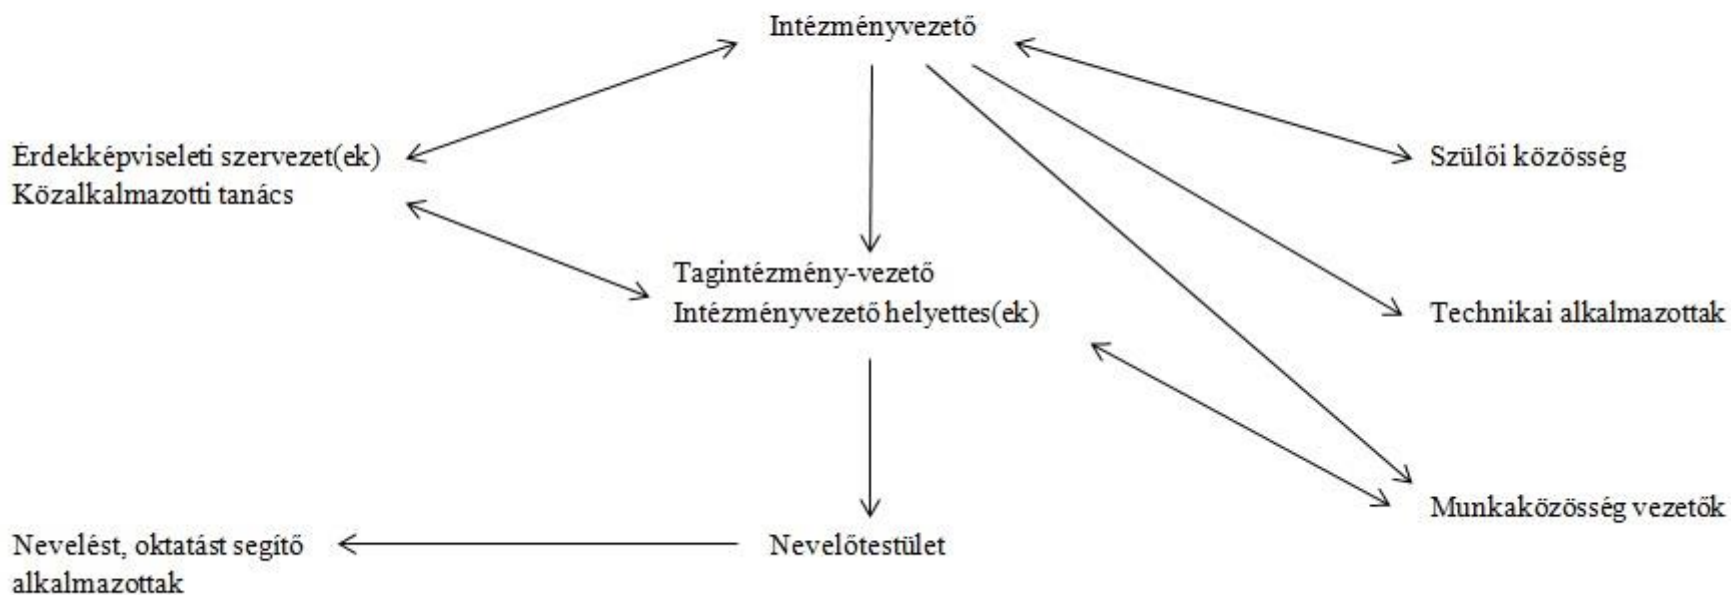 Intézményvezető
Érdekképviseleti szervezet(ek)
Közalkalmazotti tanács
Szülői közösség
Tagintézmény-vezető
Intézményvezető helyettes(ek)
Technikai alkalmazottak
Munkaközösség vezetők
Nevelést, oktatást segítő
alkalmazottak
Nevelőtestület